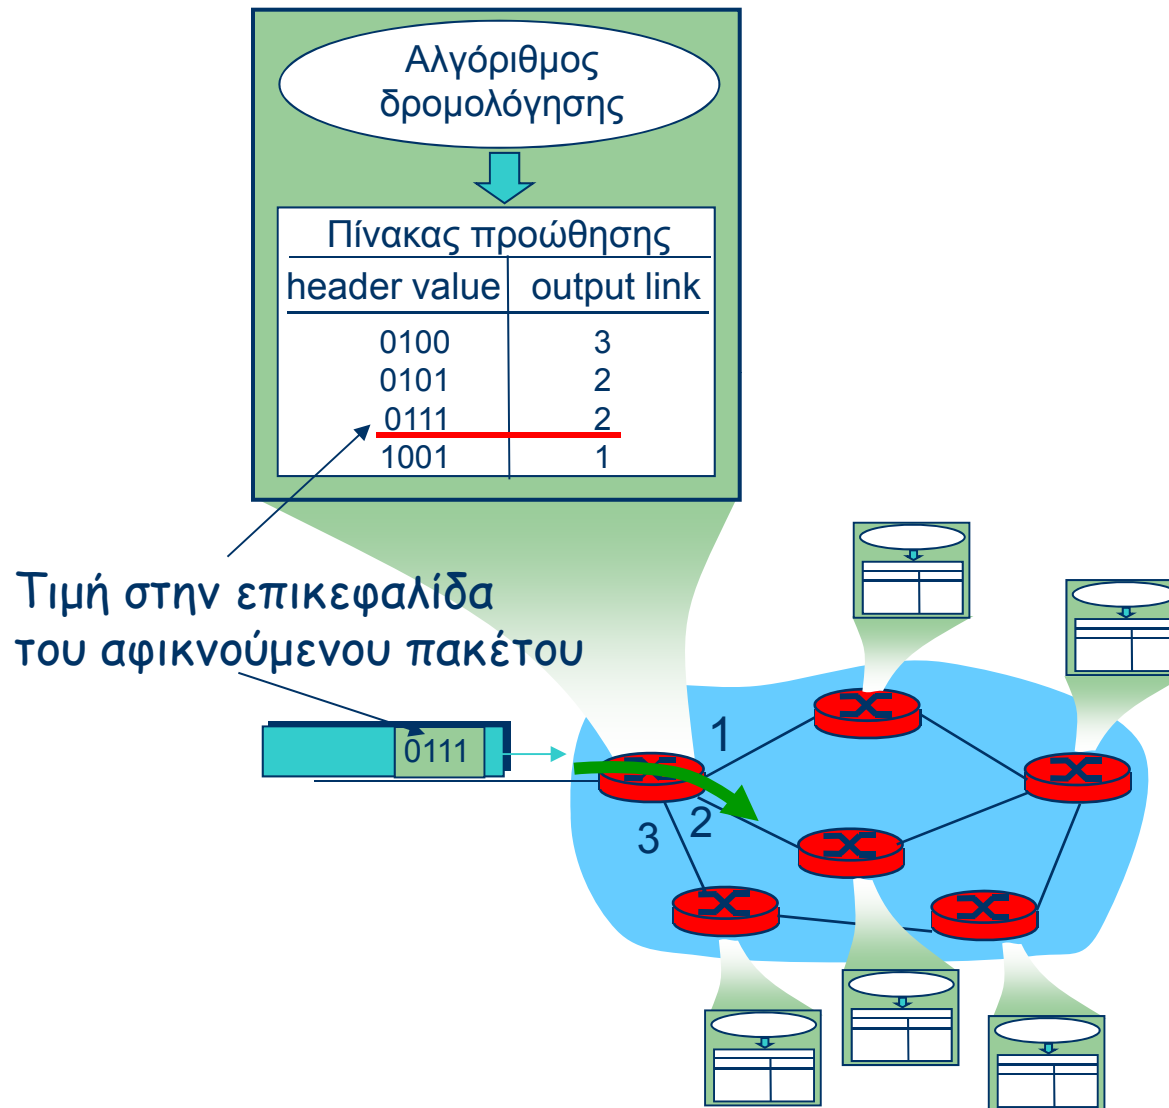 Αλγόριθμος
δρομολόγησης
Πίνακας προώθησης
header value output link
0100 3
0101 2
0111 2
1001 1
Τιμή στην επικεφαλίδα
του αφικνούμενου πακέτου
0111
1
2
3